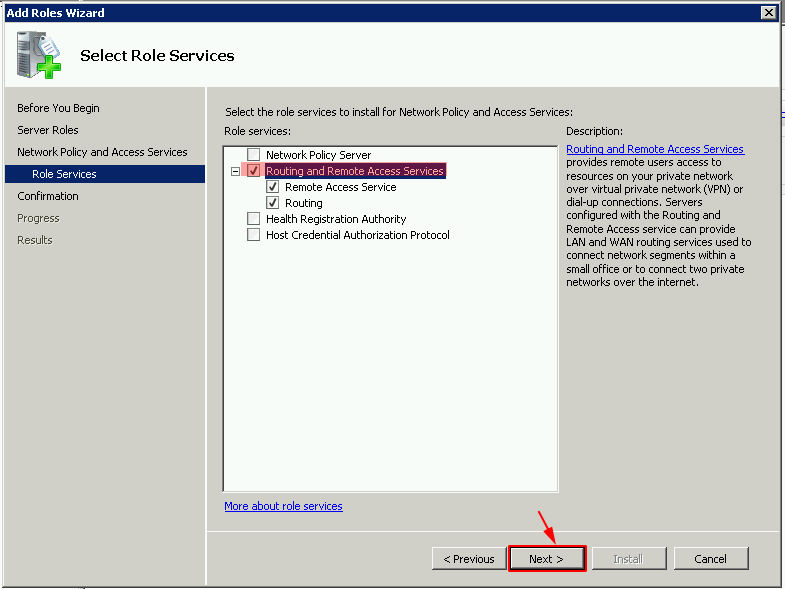 Add Roles Wizard
Select Role Services
Before You Begin
Server Roles
Network Policy and Access Services
Role Services
Confirmation
Progress
Results
Select the role services to install for Network Policy and Access Services:
Role services:
Network Policy Server
Routing and Remote Access Services
Remote Access Service
Routing
Health Registration Authority
Host Credential Authorization Protocol
More about role services
Description:
Routing and Remote Access Services
provides remote users access to
resources on your private network
over virtual private network (VPN) or
dial-up connections. Servers
configured with the Routing and
Remote Access service can provide
LAN and WAN routing services used to
connect network segments within a
small office or to connect two private
networks over the internet.
< Previous
Next >
Install
Cancel